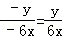 −y/−6x = y/6x